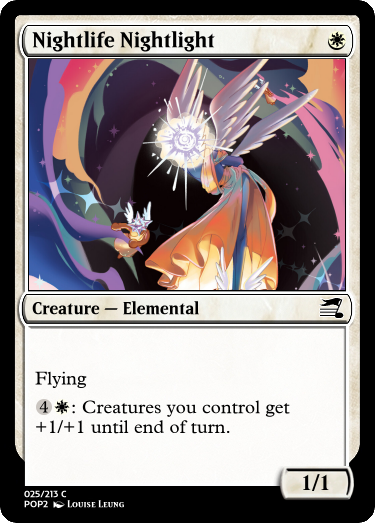 Nightlife Nightlight
Creature — Elemental
Flying
4: Creatures you control get
+1/+1 until end of turn.
1/1
025/213 C
POP2 Louise Leung